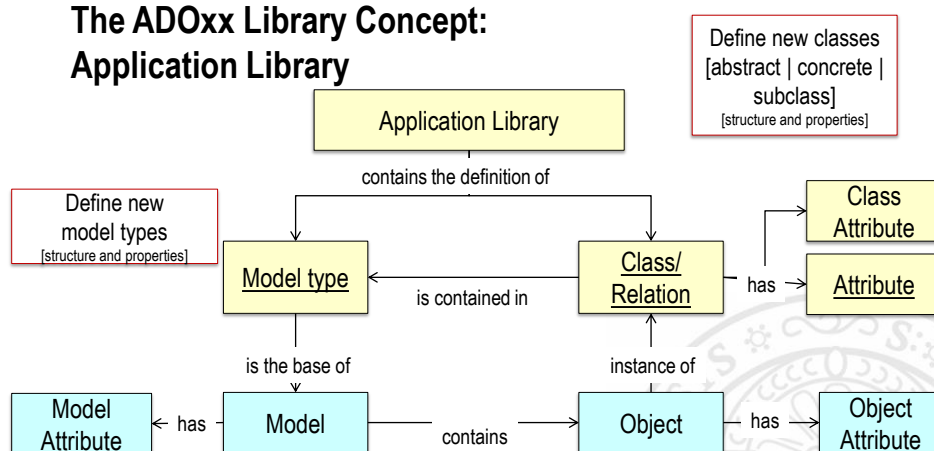 The ADOxx Library Concept:
Application Library
Define new classes
[abstract | concrete |
subclass]
[structure and properties]
Application Library
contains the definition of
Define new
model types
[structure and properties]
Class
Attribute
Model type
is contained in
Class/
Relation
has
Attribute
is the base of
instance of
Model
Attribute
has
Model
contains
Object
has
Object
Attribute